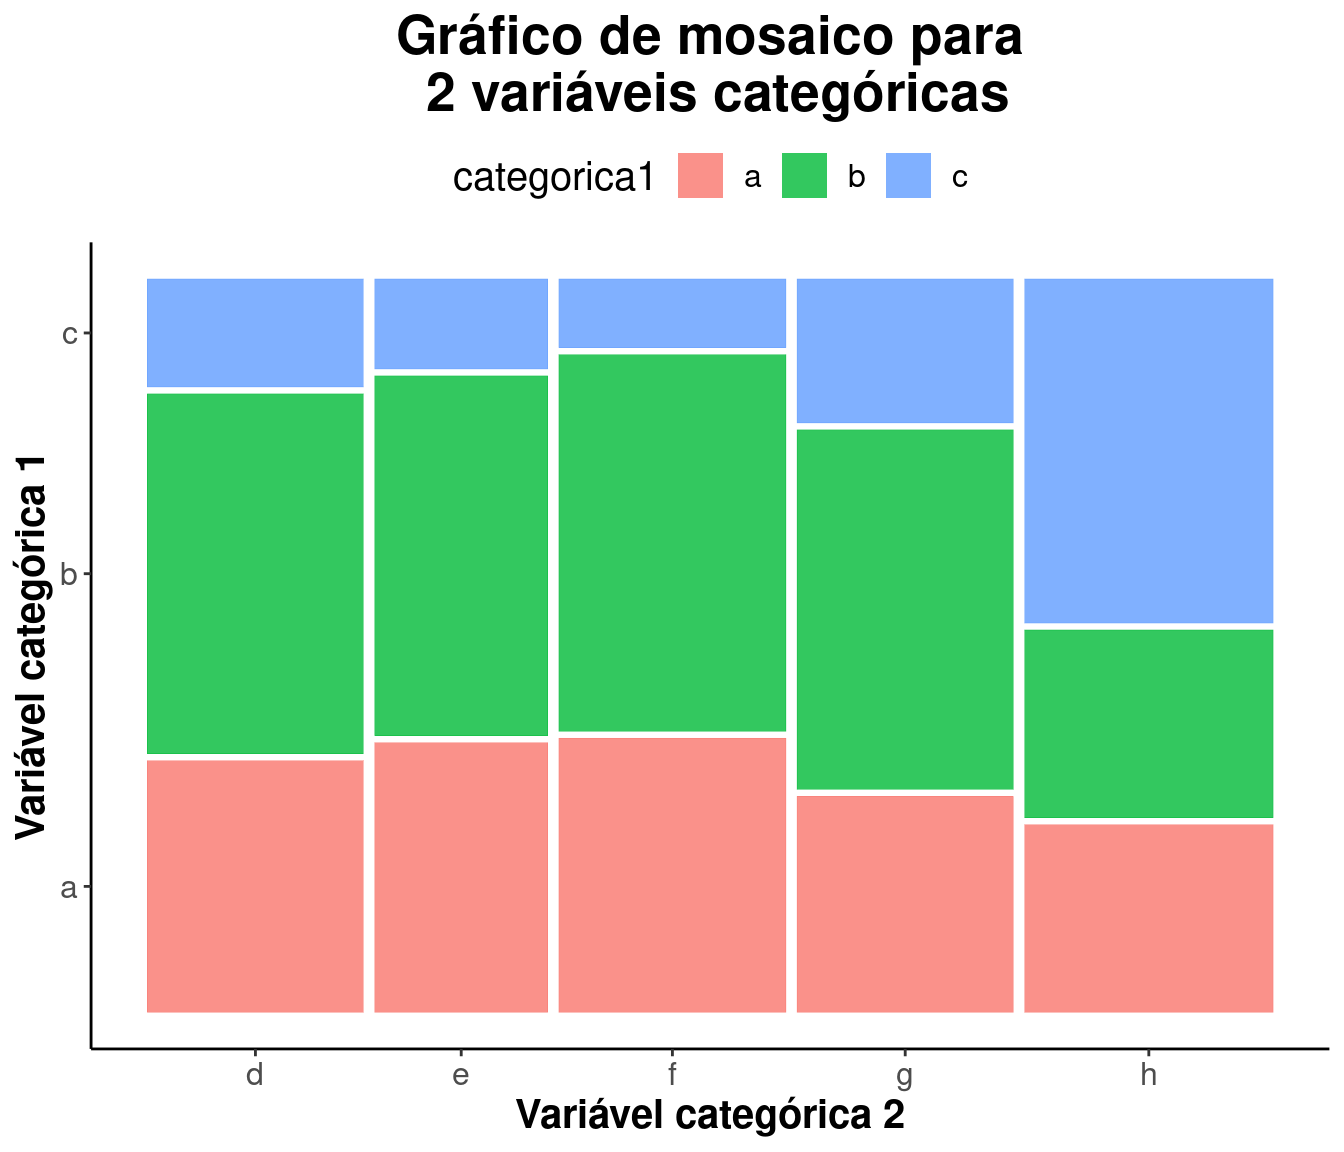 Gráfico de mosaico para
2 variáveis categóricas
categorica1 a b c
Variável categórica 1
c
b
a
d e f g h
Variável categórica 2